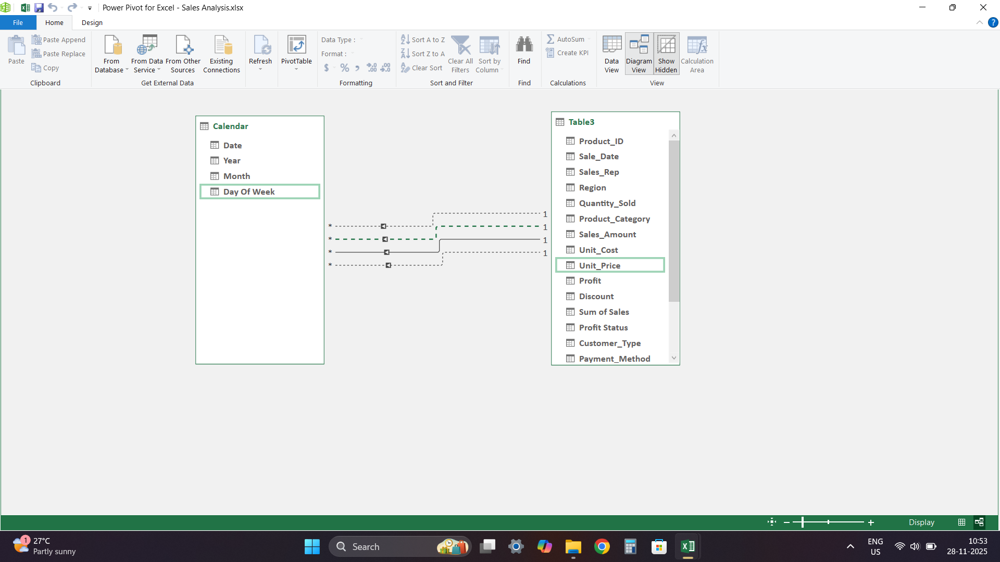 Power Pivot for Excel - Sales Analysis.xlsx
File
Home
Design
?
Paste
Paste Append
Paste Replace
Copy
Clipboard
From
Database
From Data
Service
From Other
Sources
Existing
Connections
Get External Data
Refresh
PivotTable
Data Type :
Format :
$ % ,
Formatting
Sort A to Z
Sort Z to A
Clear Sort
Clear All
Filters
Sort by
Column
Sort and Filter
Find
Find
AutoSum
Create KPI
Calculations
Data
View
Diagram
View
Show
Hidden
Calculation
Area
View
Calendar
Date
Year
Month
Day Of Week
* 1
* 1
* 1
* 1
Table3
Product_ID
Sale_Date
Sales_Rep
Region
Quantity_Sold
Product_Category
Sales_Amount
Unit_Cost
Unit_Price
Profit
Discount
Sum of Sales
Profit Status
Customer_Type
Payment_Method
Display
1
27°C
Partly sunny
Search
ENG
US
10:53
28-11-2025